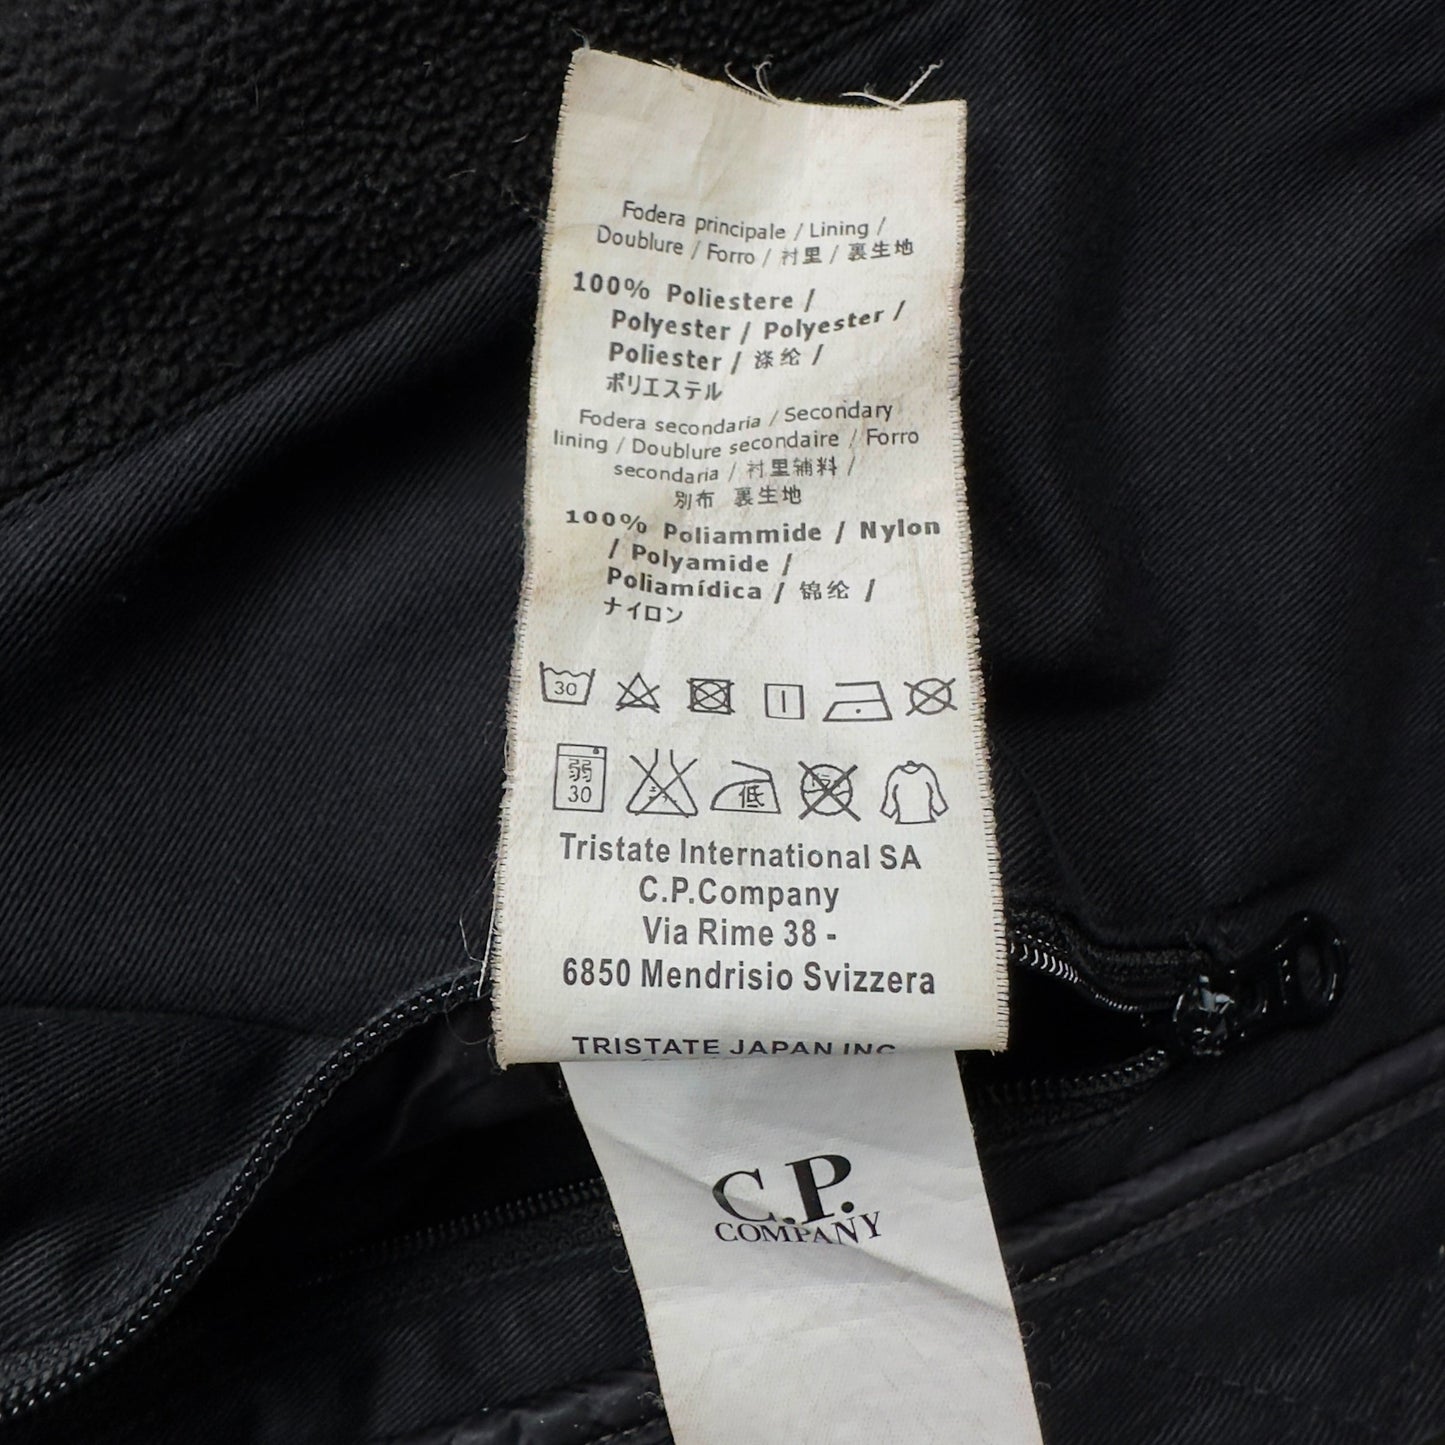 Fodera principale / Lining /
Doublure / Forro / 衬里 / 裏生地
100% Poliestere /
Polyester / Polyester /
Poliester / 涤纶 /
ポリエステル
Fodera secondaria / Secondary
lining / Doublure secondaire / Forro
secondaria / 衬里辅料 /
別布 裏生地
100% Poliammide / Nylon
/ Polyamide /
Poliamídica / 锦纶 /
ナイロン
30
弱
30
低
Tristate International SA
C.P.Company
Via Rime 38 -
6850 Mendrisio Svizzera
TRISTATE JAPAN INC
C.P.
COMPANY